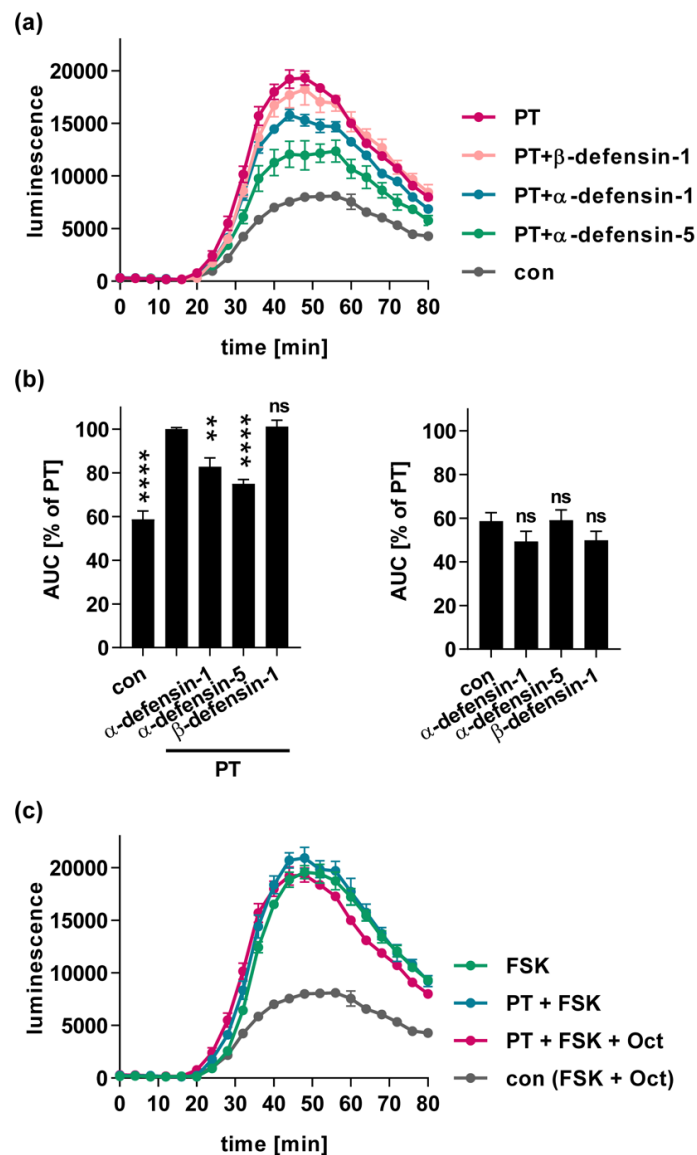 (a)
luminescence
20000
15000
10000
5000
0
0 10 20 30 40 50 60 70 80
time [min]
PT
PT+β-defensin-1
PT+α-defensin-1
PT+α-defensin-5
con
(b)
AUC [% of PT]
100
80
60
40
20
0
****
**
****
ns
con
α-defensin-1
α-defensin-5
β-defensin-1
PT
AUC [% of PT]
100
80
60
40
20
0
ns
ns
ns
con
α-defensin-1
α-defensin-5
β-defensin-1
(c)
luminescence
20000
15000
10000
5000
0
0 10 20 30 40 50 60 70 80
time [min]
FSK
PT + FSK
PT + FSK + Oct
con (FSK + Oct)